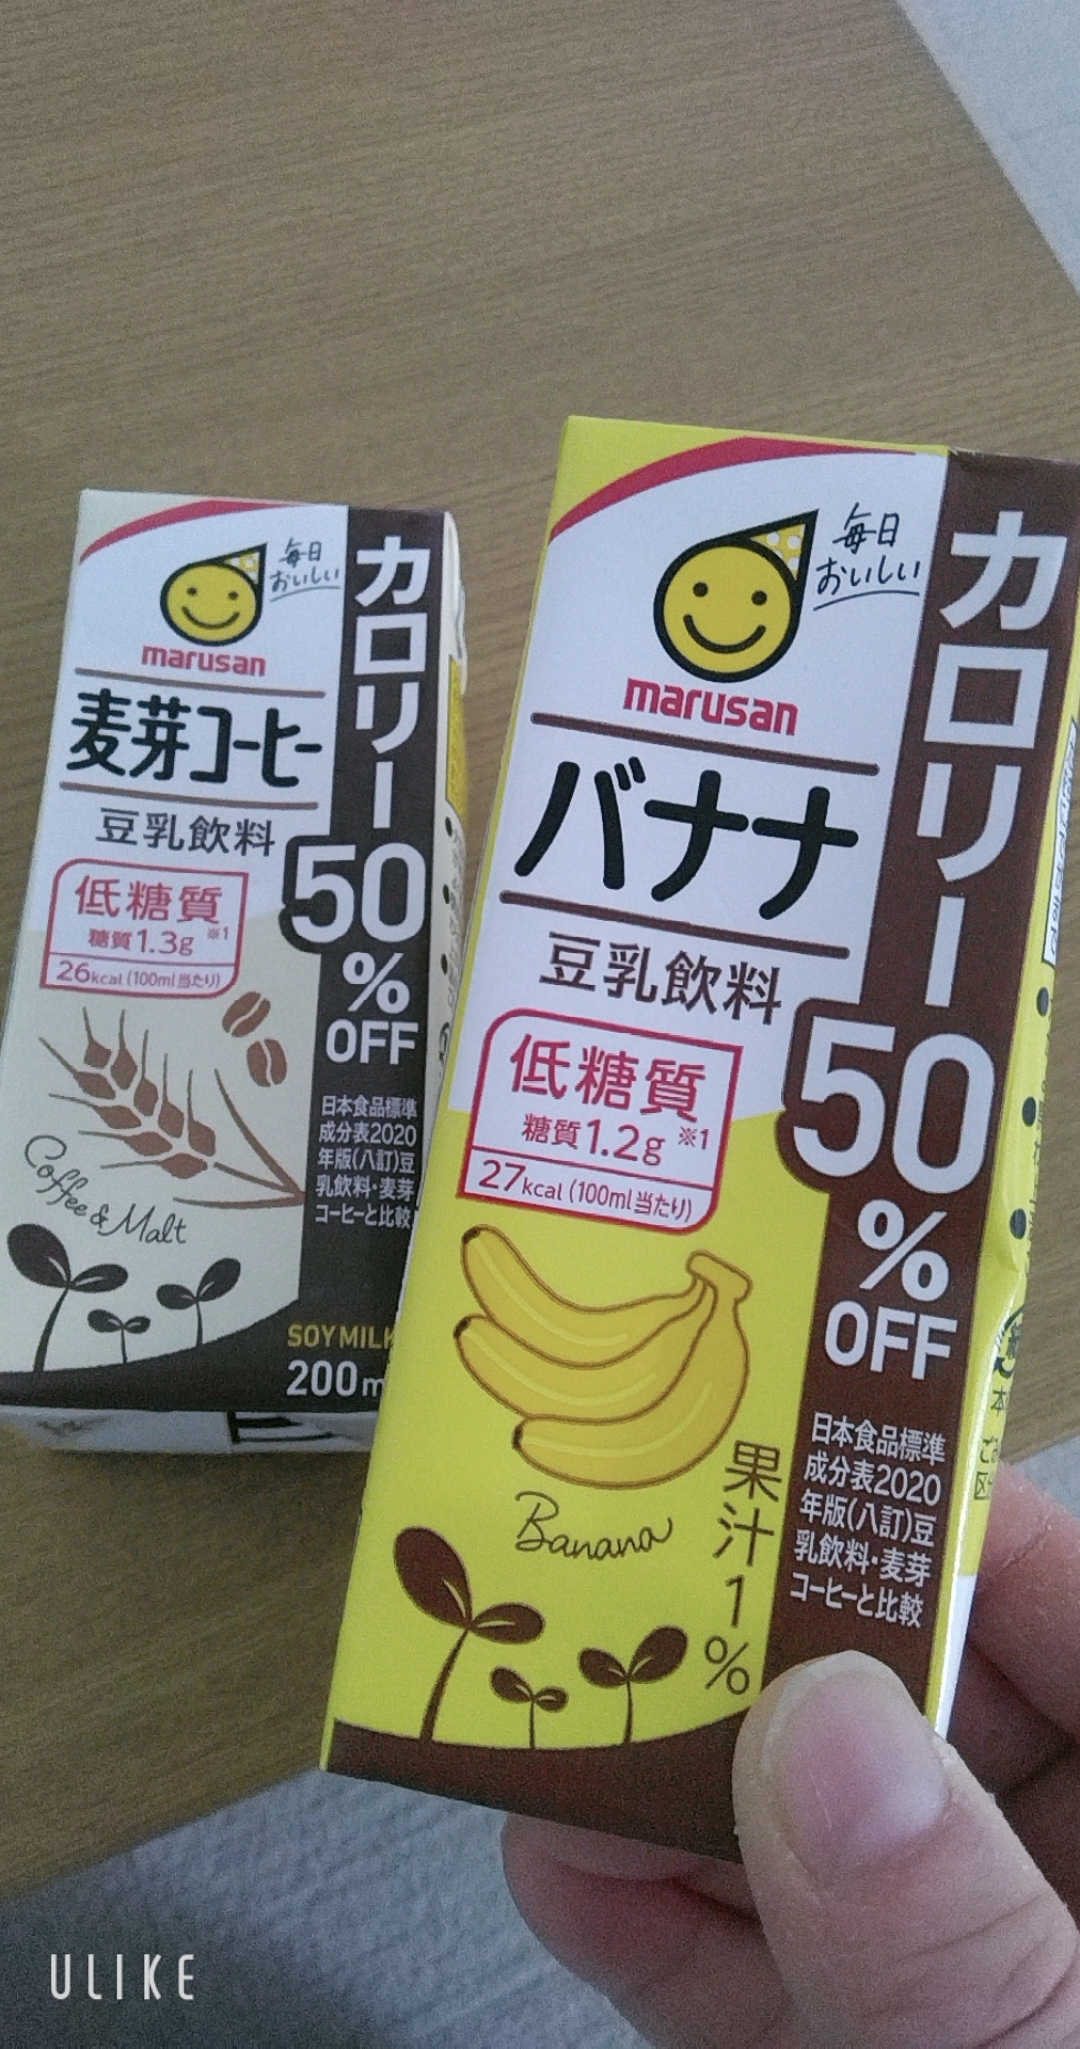 毎日
おいしい
marusan
麦芽コーヒー
豆乳飲料
低糖質
糖質1.3g ※1
26kcal (100ml当たり)
Coffee & Malt
カロリー
50
%
OFF
日本食品標準
成分表2020
年版(八訂)豆
乳飲料・麦芽
コーヒーと比較
SOYMILK
200m
毎日
おいしい
marusan
バナナ
豆乳飲料
低糖質
糖質1.2g ※1
27kcal (100ml当たり)
Banana
果汁1%
カロリー
50
%
OFF
日本食品標準
成分表2020
年版(八訂)豆
乳飲料・麦芽
コーヒーと比較
ULIKE